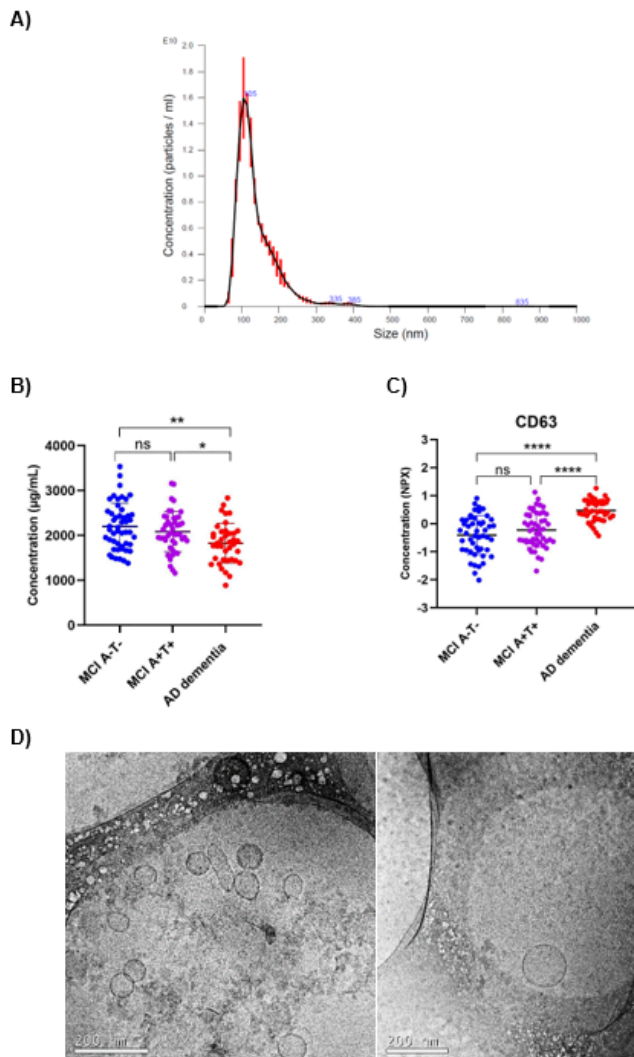 A)
E10
2.0
1.8
1.6
1.4
1.2
1.0
0.8
0.6
0.4
0.2
0
Concentration (particles / ml)
335
385
835
0 100 200 300 400 500 600 700 800 900 1000
Size (nm)
B)
**
ns *
4000
3000
2000
1000
0
Concentration (µg/mL)
MCI A-T-
MCI A+T+
AD dementia
C)
CD63
****
ns ****
3
2
1
0
-1
-2
-3
Concentration (NPX)
MCI A-T-
MCI A+T+
AD dementia
D)
200 nm
200 nm